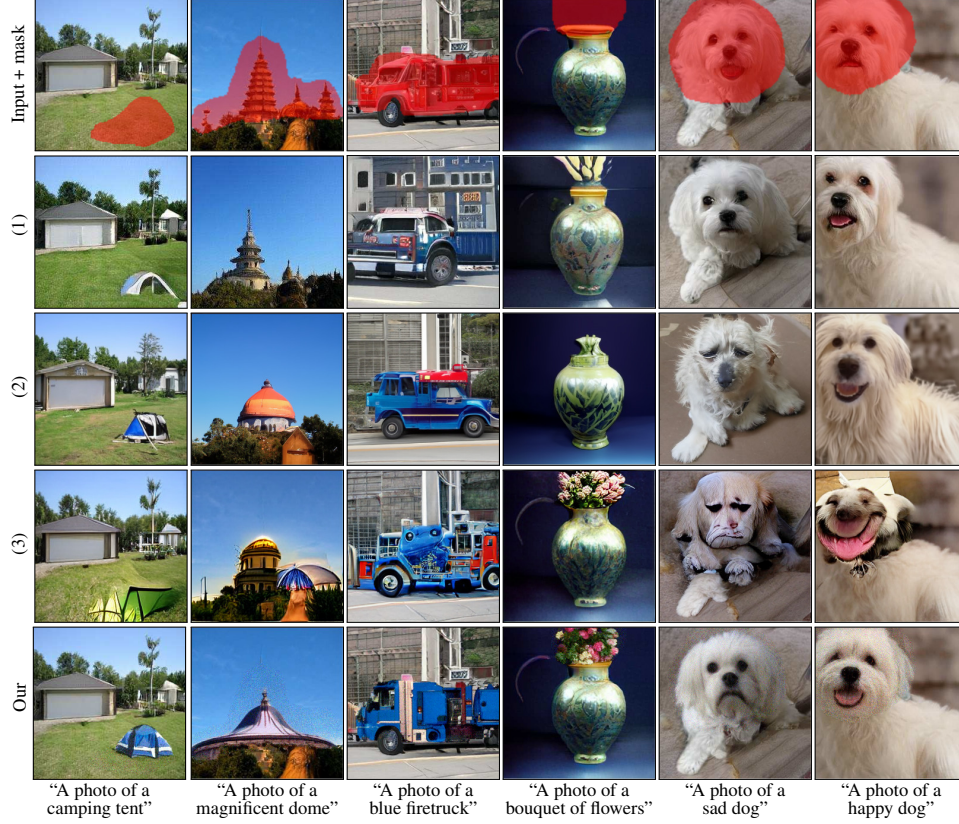 Input + mask
(1)
(2)
(3)
Our
“A photo of a
camping tent”
“A photo of a
magnificent dome”
“A photo of a
blue firetruck”
“A photo of a
bouquet of flowers”
“A photo of a
sad dog”
“A photo of a
happy dog”